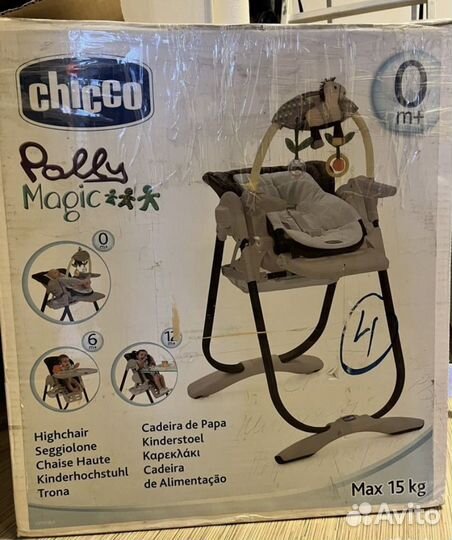 chicco
0
m+
Polly
Magic
0
m+
6
m+
12
Highchair
Seggiolone
Chaise Haute
Kinderhochstuhl
Trona
Cadeira de Papa
Kinderstoel
Καρεκλάκι
Cadeira
de Alimentação
4
Max 15 kg
Avito